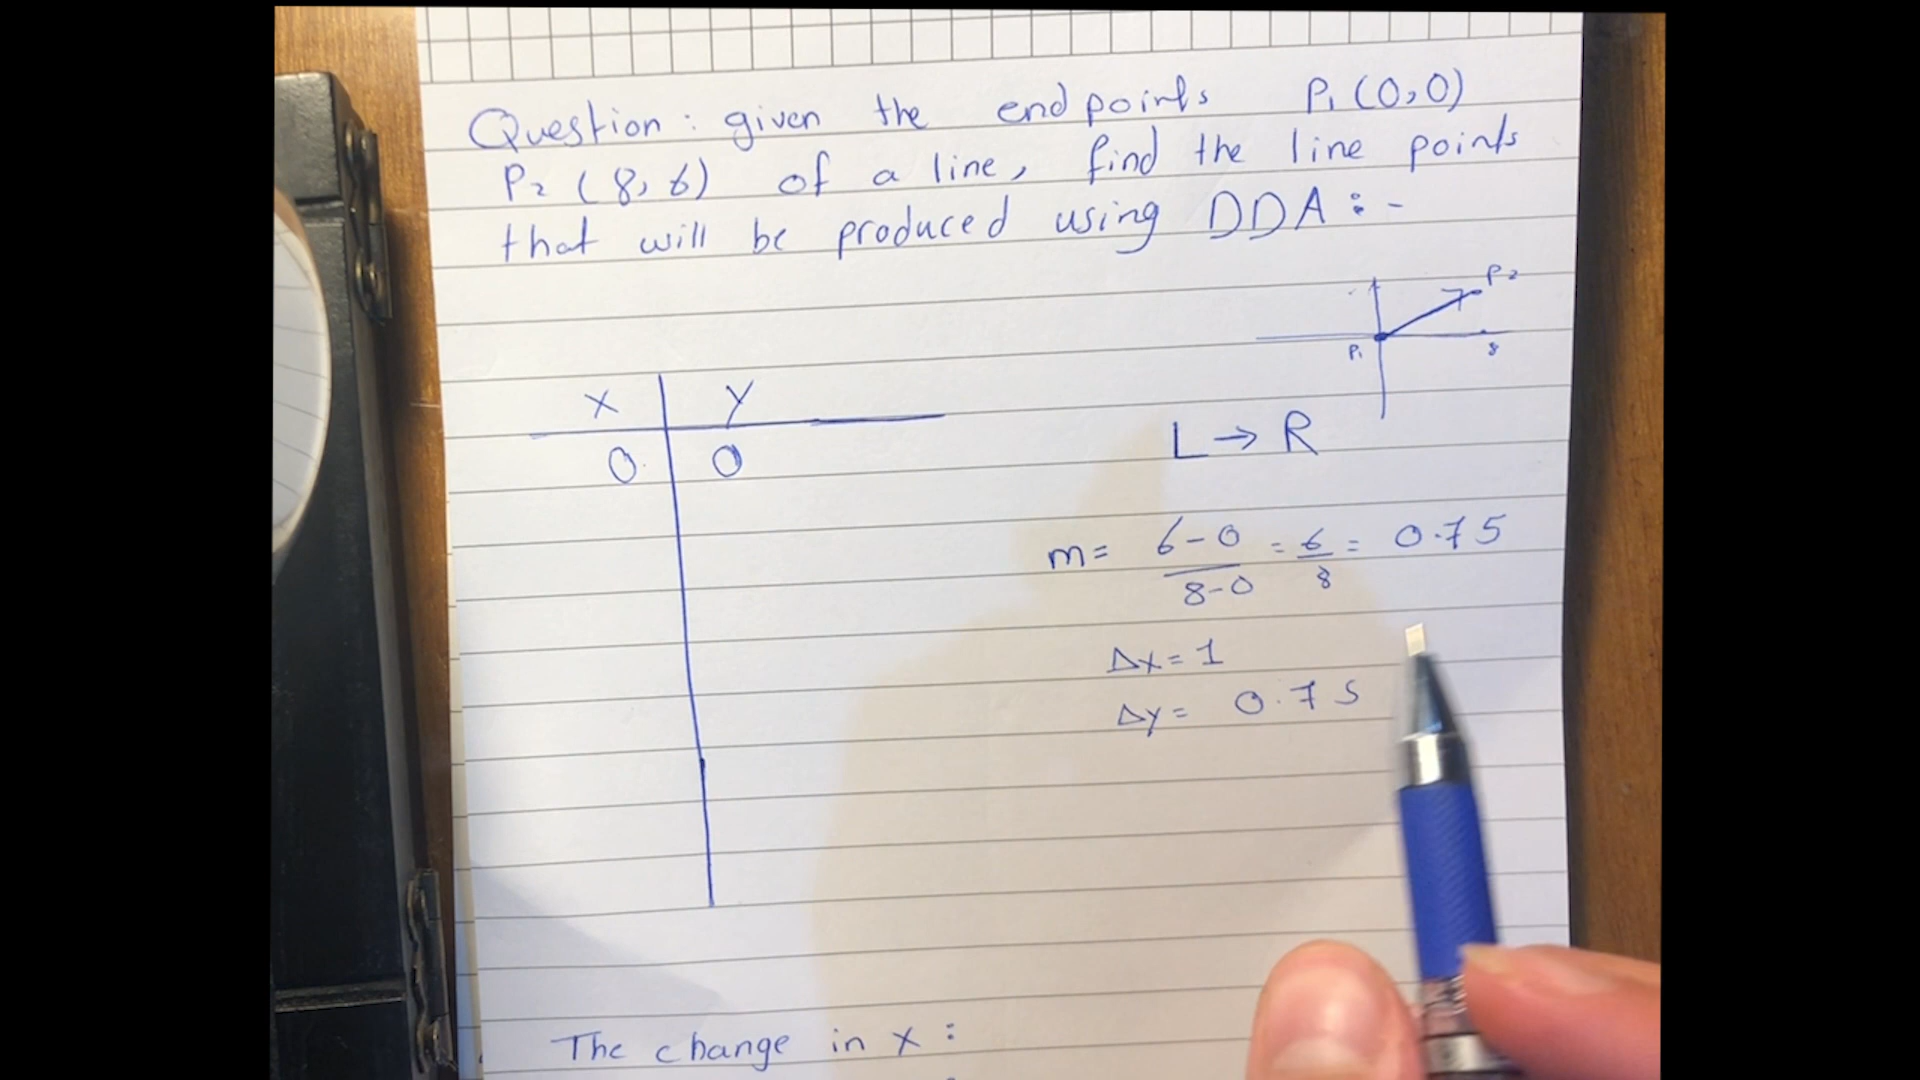 Question: given the endpoints P1 (0,0)
P2 (8,6) of a line, find the line points
that will be produced using DDA :-
P2
P1 8
X Y
0 0
L → R
m = 6-0 = 6 = 0.75
8-0 8
Δx = 1
Δy = 0.75
The change in x :